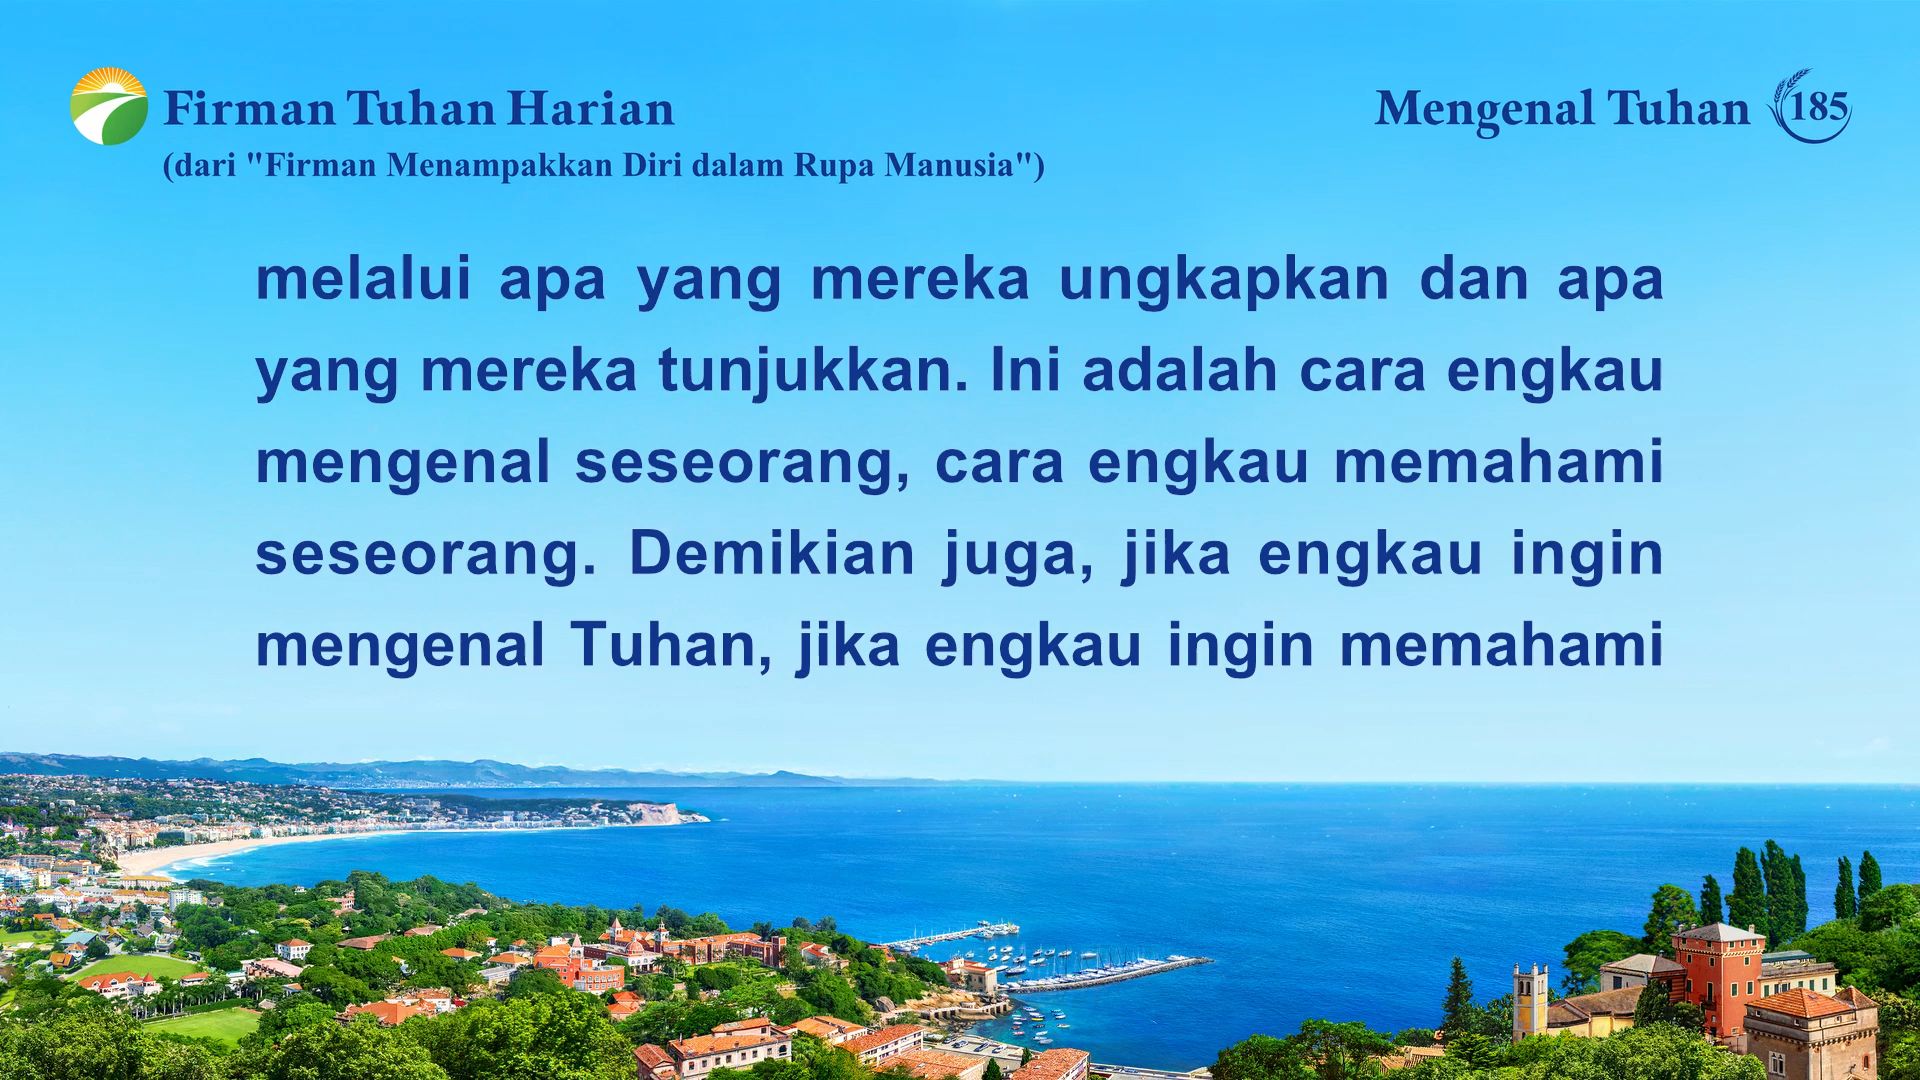 Firman Tuhan Harian
(dari "Firman Menampakkan Diri dalam Rupa Manusia")
Mengenal Tuhan 185
melalui apa yang mereka ungkapkan dan apa
yang mereka tunjukkan. Ini adalah cara engkau
mengenal seseorang, cara engkau memahami
seseorang. Demikian juga, jika engkau ingin
mengenal Tuhan, jika engkau ingin memahami